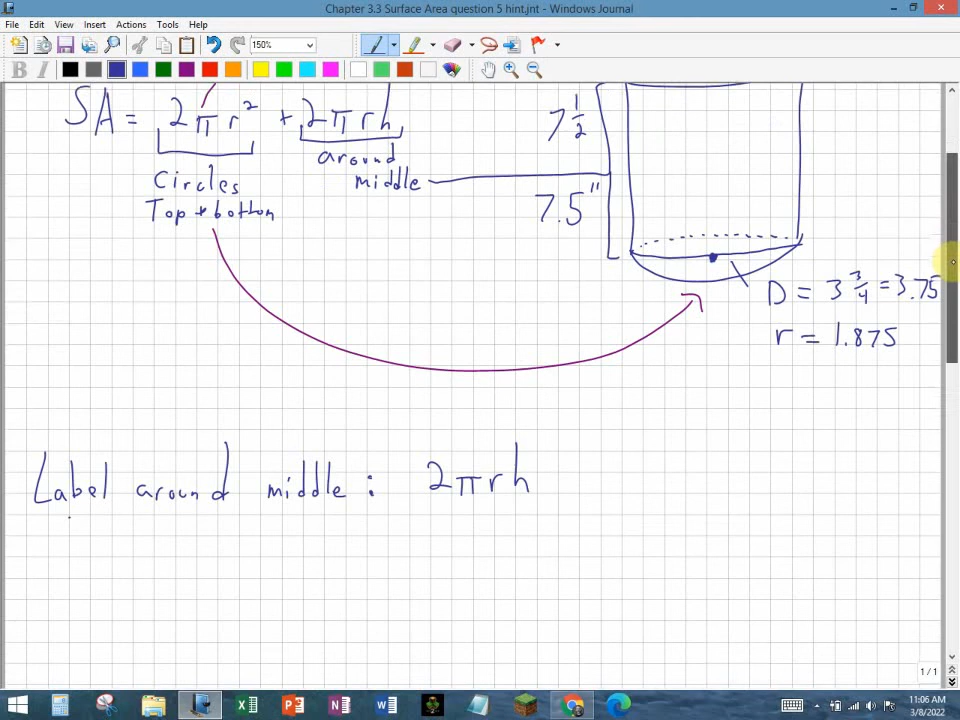 Chapter 3.3 Surface Area question 5 hint.jnt - Windows Journal
File Edit View Insert Actions Tools Help
150%
B I
SA = 2πr² + 2πrh
Circles
Top + bottom
around
middle
7 1/2
7.5"
D = 3 3/4 = 3.75
r = 1.875
Label around middle : 2πrh
1 / 1
11:06 AM
3/8/2022